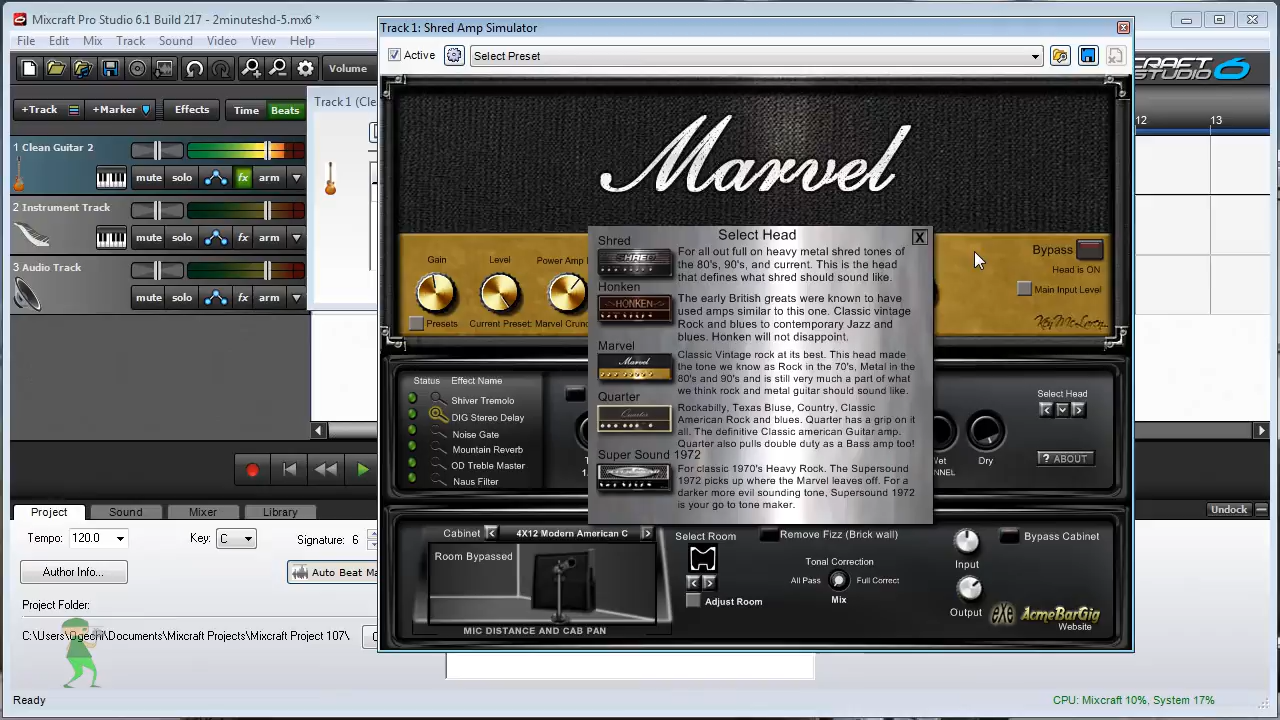 Mixcraft Pro Studio 6.1 Build 217 - 2minuteshd-5.mx6 *
File Edit Mix Track Sound Video View Help
Volume
+Track +Marker Effects Time Beats
1 Clean Guitar 2
mute solo fx arm
2 Instrument Track
mute solo fx arm
3 Audio Track
mute solo fx arm
Track 1 (Cle
12 13
Track 1: Shred Amp Simulator
Active Select Preset
Marvel
Gain Level Power Amp
Presets Current Preset: Marvel Crunc
Bypass
Head is ON
Main Input Level
Select Head
X
Shred
For all out full on heavy metal shred tones of
the 80's, 90's, and current. This is the head
that defines what shred should sound like.
Honken
The early British greats were known to have
used amps similar to this one. Classic vintage
Rock and blues to contemporary Jazz and
blues. Honken will not disappoint.
Marvel
Classic Vintage rock at its best. This head made
the tone we know as Rock in the 70's, Metal in the
80's and 90's and is still very much a part of what
we think rock and metal guitar should sound like.
Quarter
Rockabilly, Texas Bluse, Country, Classic
American Rock and blues. Quarter has a grip on it
all. The definitive Classic american Guitar amp.
Quarter also pulls double duty as a Bass amp too!
Super Sound 1972
For classic 1970's Heavy Rock. The Supersound
1972 picks up where the Marvel leaves off. For a
darker more evil sounding tone, Supersound 1972
is your go to tone maker.
Status Effect Name
Shiver Tremolo
DIG Stereo Delay
Noise Gate
Mountain Reverb
OD Treble Master
Naus Filter
Wet Dry
Select Head
? ABOUT
Cabinet 4X12 Modern American C
Room Bypassed
MIC DISTANCE AND CAB PAN
Select Room
Adjust Room
Remove Fizz (Brick wall)
Tonal Correction
All Pass Full Correct
Mix
Input
Output
Bypass Cabinet
AcmeBarGig
Website
Undock
Project Sound Mixer Library
Tempo: 120.0 Key: C Signature: 6
Author Info... Auto Beat Ma
Project Folder:
Ready
CPU: Mixcraft 10%, System 17%